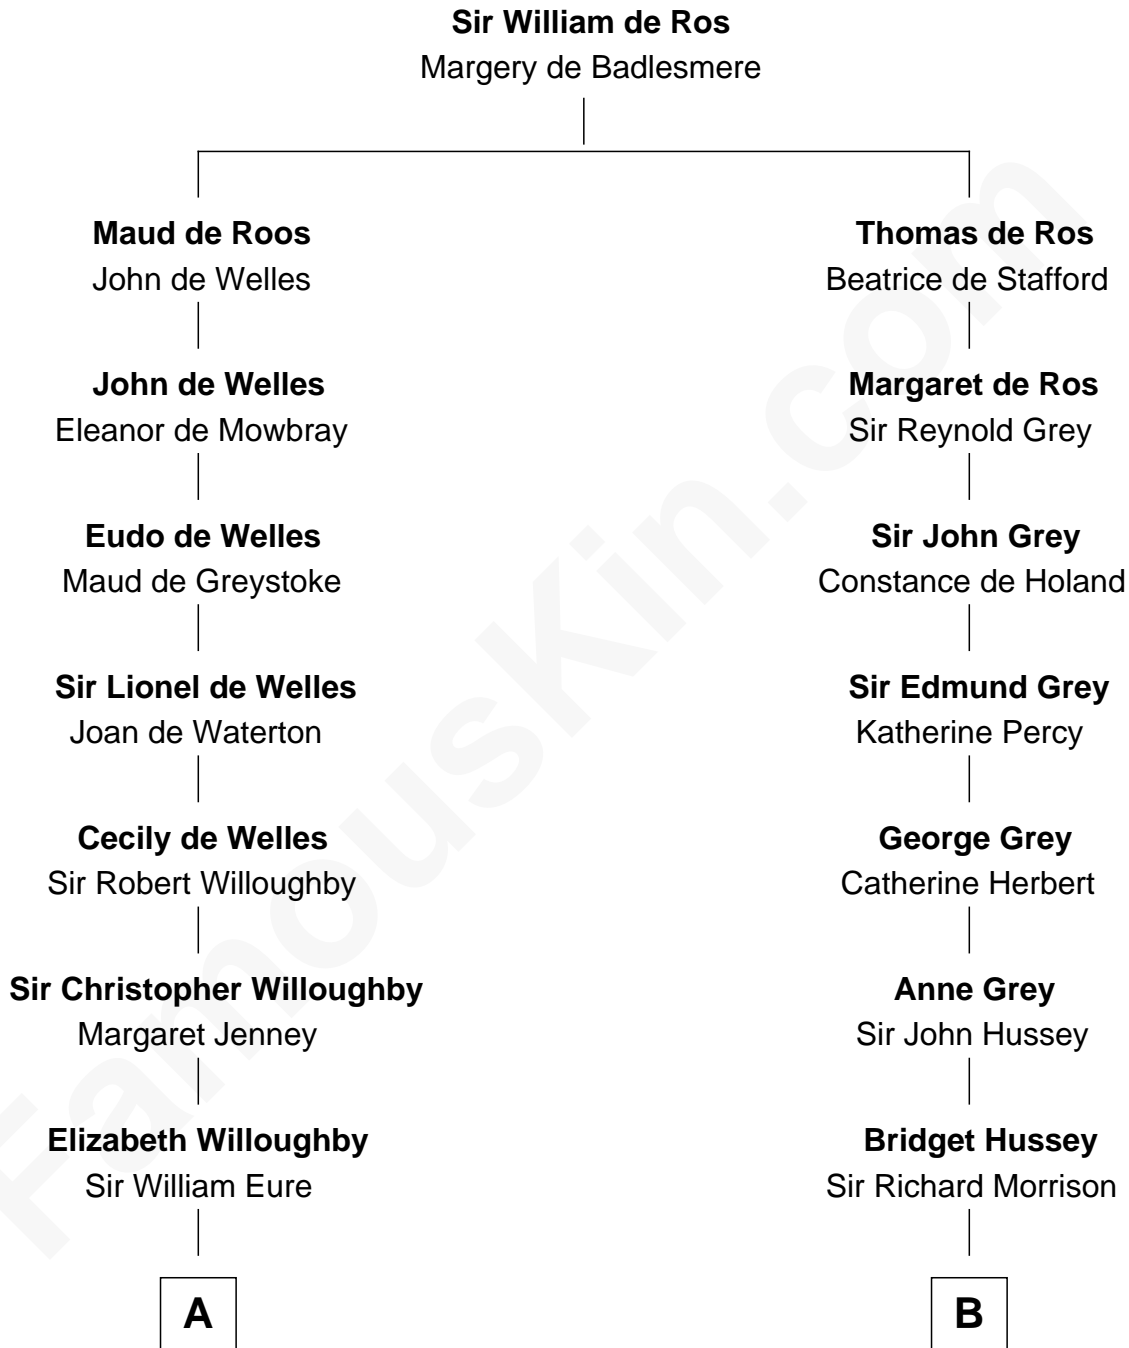 Sir William de Ros
Margery de Badlesmere
Maud de Roos
John de Welles
Thomas de Ros
Beatrice de Stafford
John de Welles
Eleanor de Mowbray
Margaret de Ros
Sir Reynold Grey
Eudo de Welles
Maud de Greystoke
Sir John Grey
Constance de Holand
Sir Lionel de Welles
Joan de Waterton
Sir Edmund Grey
Katherine Percy
Cecily de Welles
Sir Robert Willoughby
George Grey
Catherine Herbert
Sir Christopher Willoughby
Margaret Jenney
Anne Grey
Sir John Hussey
Elizabeth Willoughby
Sir William Eure
Bridget Hussey
Sir Richard Morrison
A
B
FamousKin.com